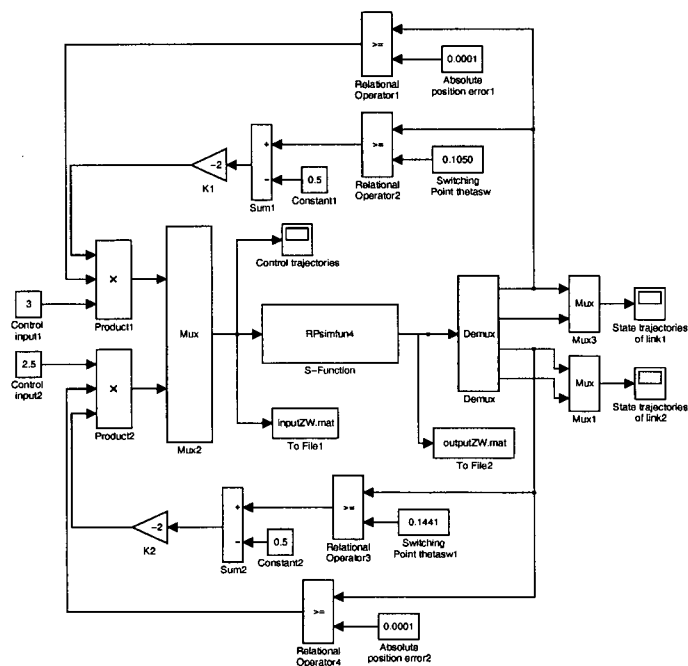 >=
0.0001
Relational
Operator1
Absolute
position error1
+
−
Sum1
−2
K1
0.5
Constant1
>=
Relational
Operator2
0.1050
Switching
Point thetasw
Control trajectories
3
Control
input1
×
Product1
2.5
Control
input2
×
Product2
Mux
Mux2
RPsimfun4
S−Function
inputZW.mat
To File1
outputZW.mat
To File2
Demux
Demux
Mux
Mux3
State trajectories
of link1
Mux
Mux1
State trajectories
of link2
−2
K2
+
−
Sum2
0.5
Constant2
>=
Relational
Operator3
0.1441
Switching
Point thetasw1
>=
Relational
Operator4
0.0001
Absolute
position error2